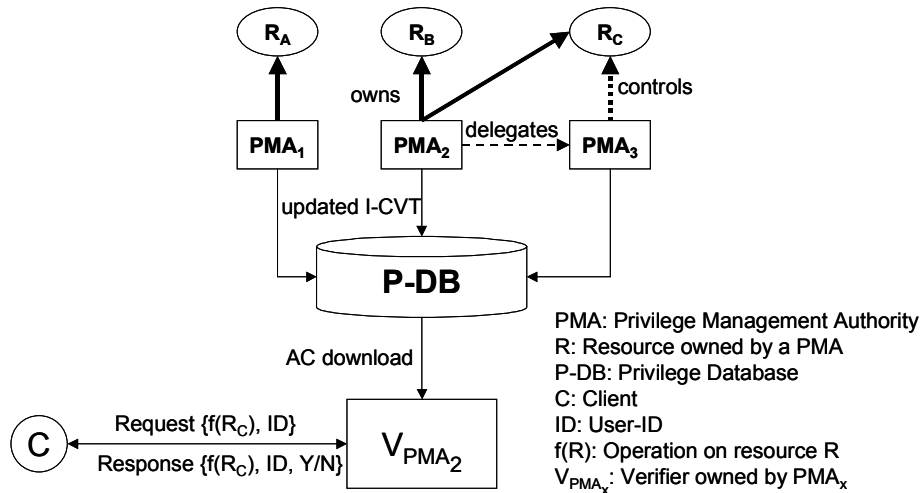 R_A
R_B
R_C
owns
controls
PMA_1
PMA_2
delegates
PMA_3
updated I-CVT
P-DB
AC download
C
Request {f(R_C), ID}
Response {f(R_C), ID, Y/N}
V_PMA_2
PMA: Privilege Management Authority
R: Resource owned by a PMA
P-DB: Privilege Database
C: Client
ID: User-ID
f(R): Operation on resource R
V_PMA_x: Verifier owned by PMA_x